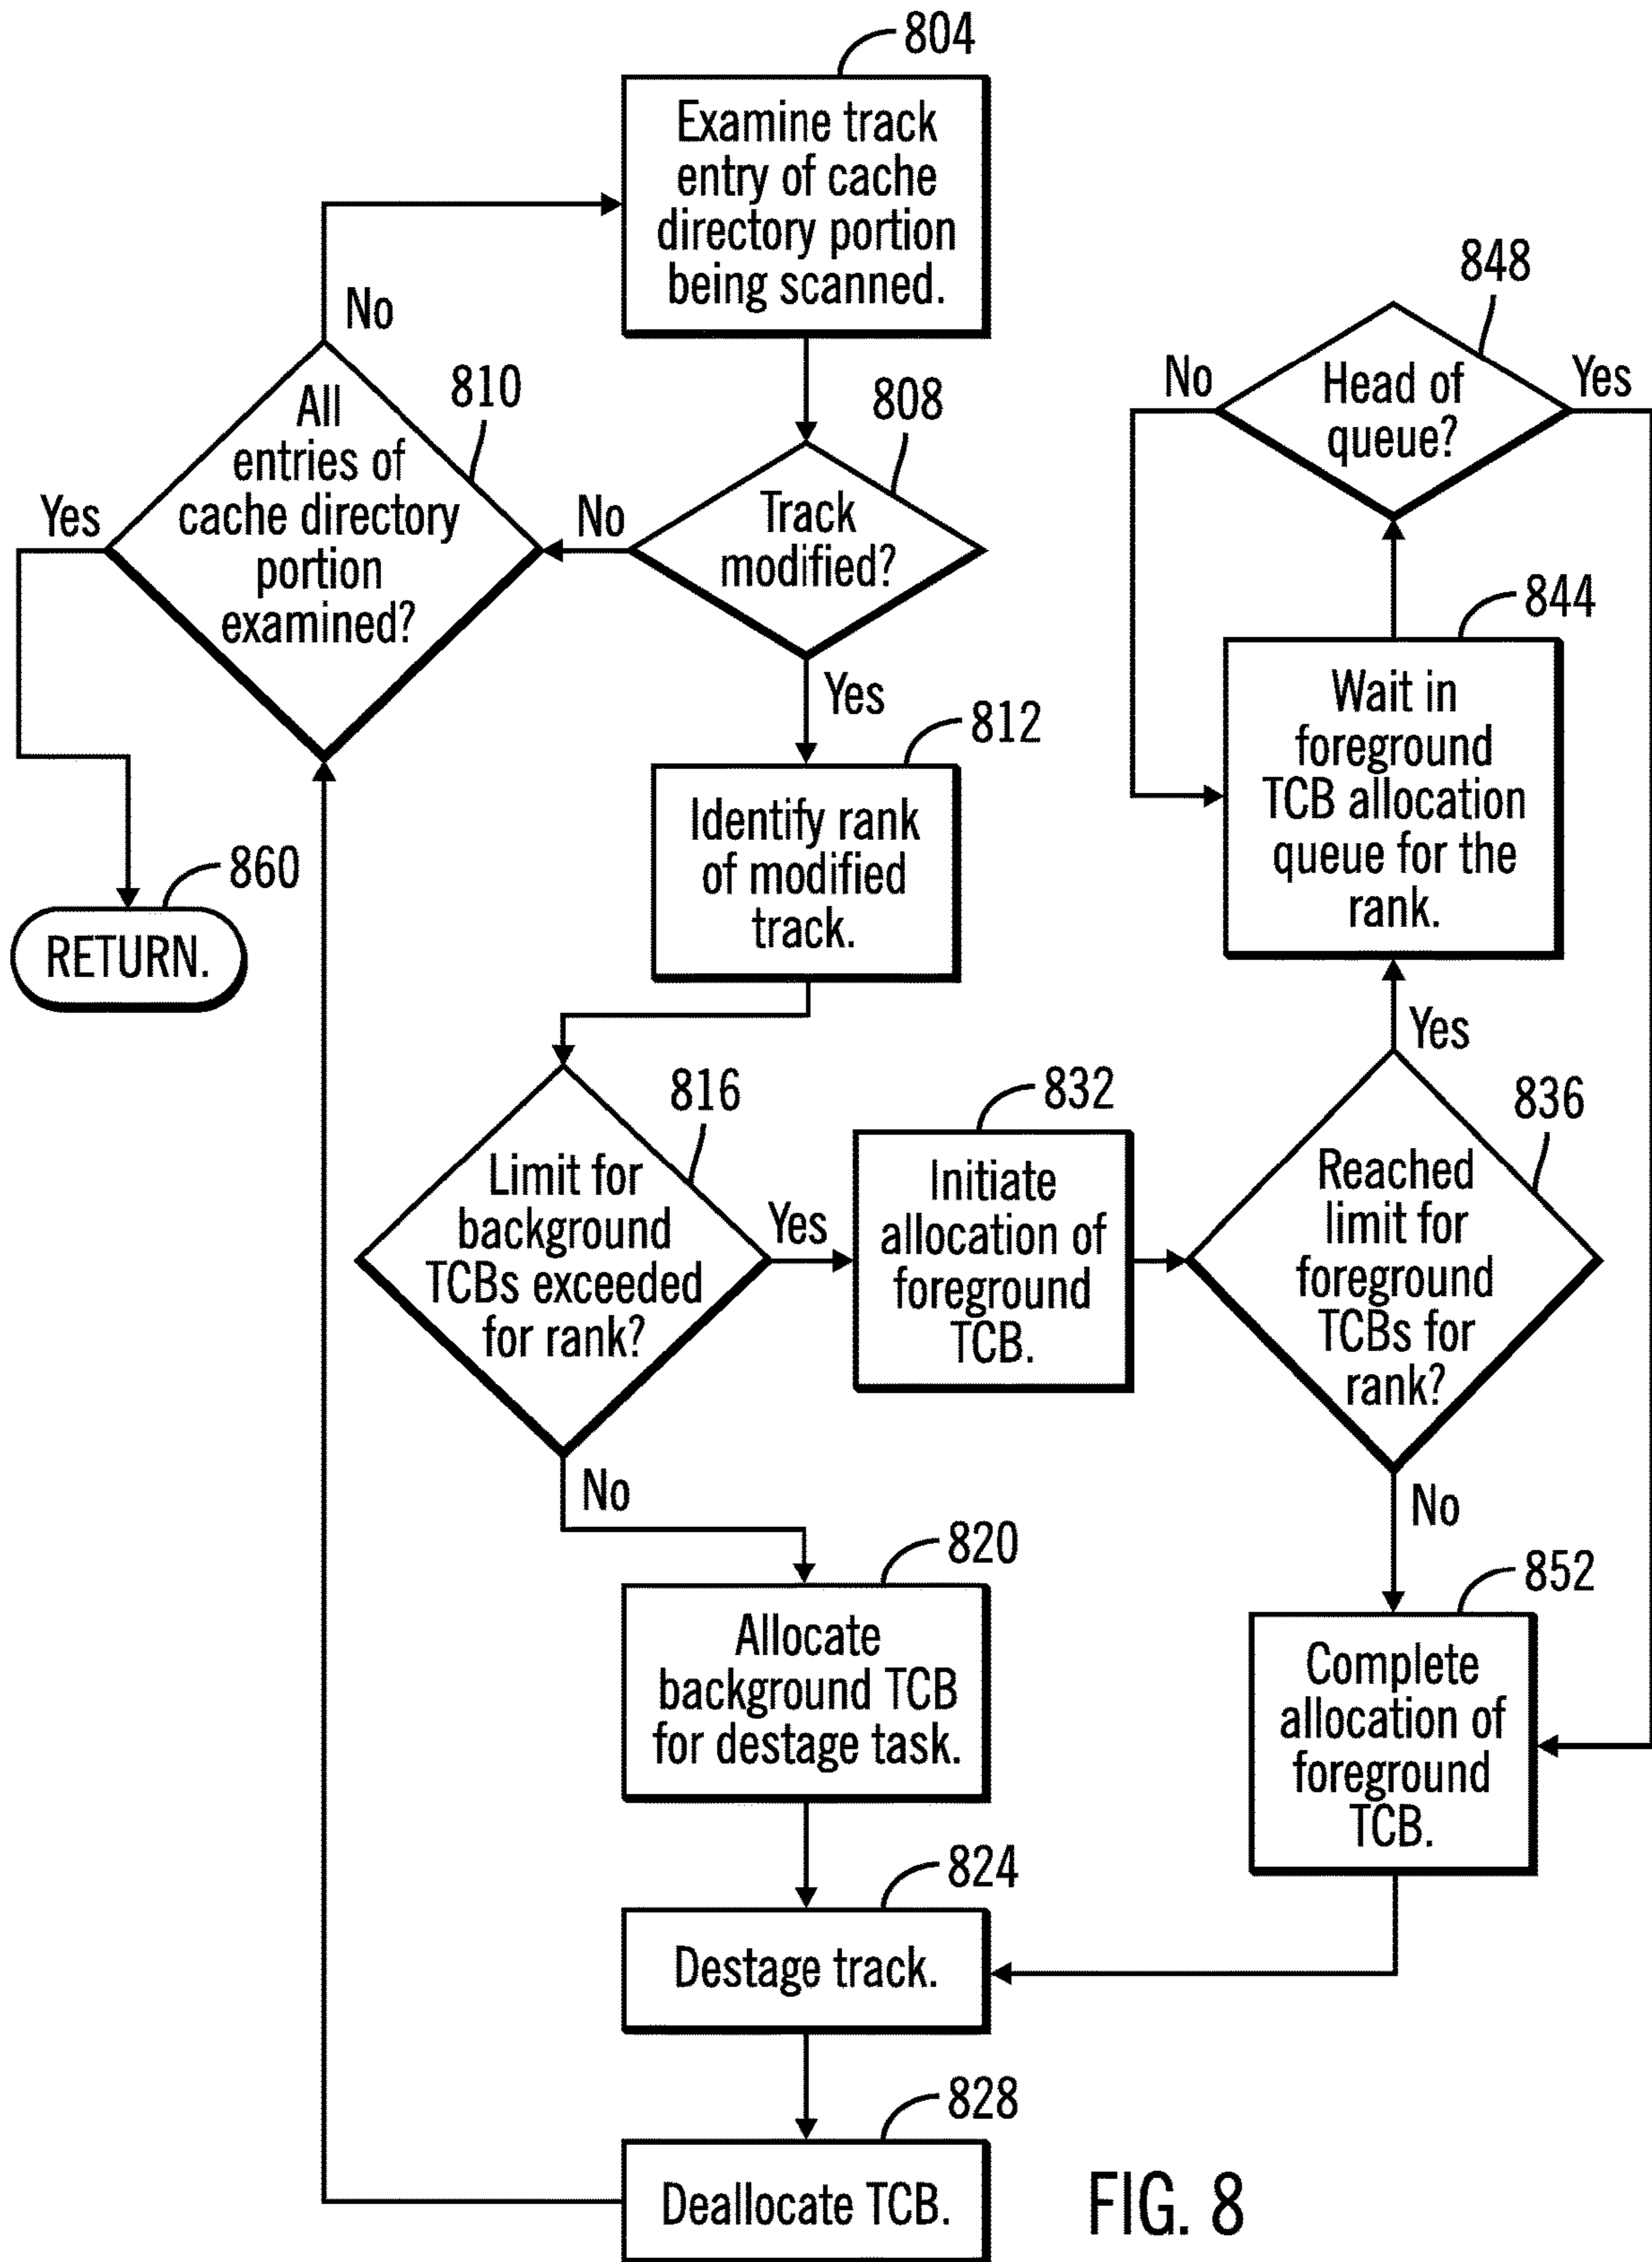 804
Examine track
entry of cache
directory portion
being scanned.
No
810
All
entries of
cache directory
portion
examined?
Yes
860
RETURN.
808
Track
modified?
No
Yes
812
Identify rank
of modified
track.
816
Limit for
background
TCBs exceeded
for rank?
Yes
No
832
Initiate
allocation of
foreground
TCB.
836
Reached
limit for
foreground
TCBs for
rank?
Yes
No
844
Wait in
foreground
TCB allocation
queue for the
rank.
848
Head of
queue?
No
Yes
852
Complete
allocation of
foreground
TCB.
820
Allocate
background TCB
for destage task.
824
Destage track.
828
Deallocate TCB.
FIG. 8